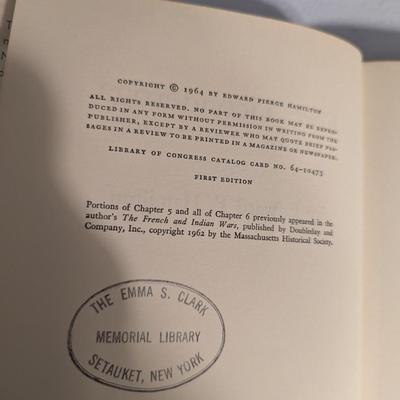 COPYRIGHT © 1964 BY EDWARD PIERCE HAMILTON
ALL RIGHTS RESERVED. NO PART OF THIS BOOK MAY BE REPRO-
DUCED IN ANY FORM WITHOUT PERMISSION IN WRITING FROM THE
PUBLISHER, EXCEPT BY A REVIEWER WHO MAY QUOTE BRIEF PAS-
SAGES IN A REVIEW TO BE PRINTED IN A MAGAZINE OR NEWSPAPER.
LIBRARY OF CONGRESS CATALOG CARD NO. 64-10473
FIRST EDITION
Portions of Chapter 5 and all of Chapter 6 previously appeared in the
author's The French and Indian Wars, published by Doubleday and
Company, Inc., copyright 1962 by the Massachusetts Historical Society.
THE EMMA S. CLARK
MEMORIAL LIBRARY
SETAUKET, NEW YORK